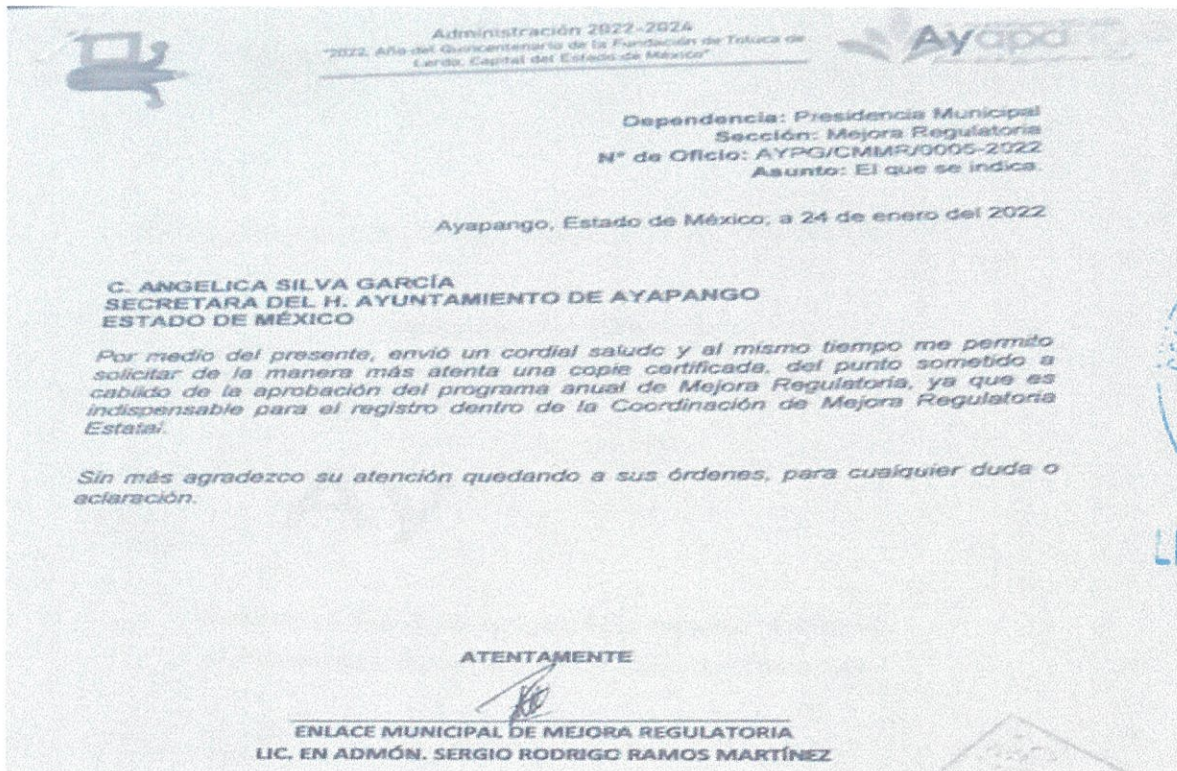 Administración 2022-2024
"2022, Año del Quincentenario de la Fundación de Toluca de
Lerdo, Capital del Estado de México"
Ayapa
Dependencia: Presidencia Municipal
Sección: Mejora Regulatoria
N° de Oficio: AYPG/CMMR/0005-2022
Asunto: El que se indica.
Ayapango, Estado de México; a 24 de enero del 2022
C. ANGELICA SILVA GARCÍA
SECRETARA DEL H. AYUNTAMIENTO DE AYAPANGO
ESTADO DE MÉXICO
Por medio del presente, envió un cordial saludo y al mismo tiempo me permito
solicitar de la manera más atenta una copia certificada, del punto sometido a
cabildo de la aprobación del programa anual de Mejora Regulatoria, ya que es
indispensable para el registro dentro de la Coordinación de Mejora Regulatoria
Estatal.
Sin más agradezco su atención quedando a sus órdenes, para cualquier duda o
aclaración.
ATENTAMENTE
ENLACE MUNICIPAL DE MEJORA REGULATORIA
LIC. EN ADMÓN. SERGIO RODRIGO RAMOS MARTÍNEZ